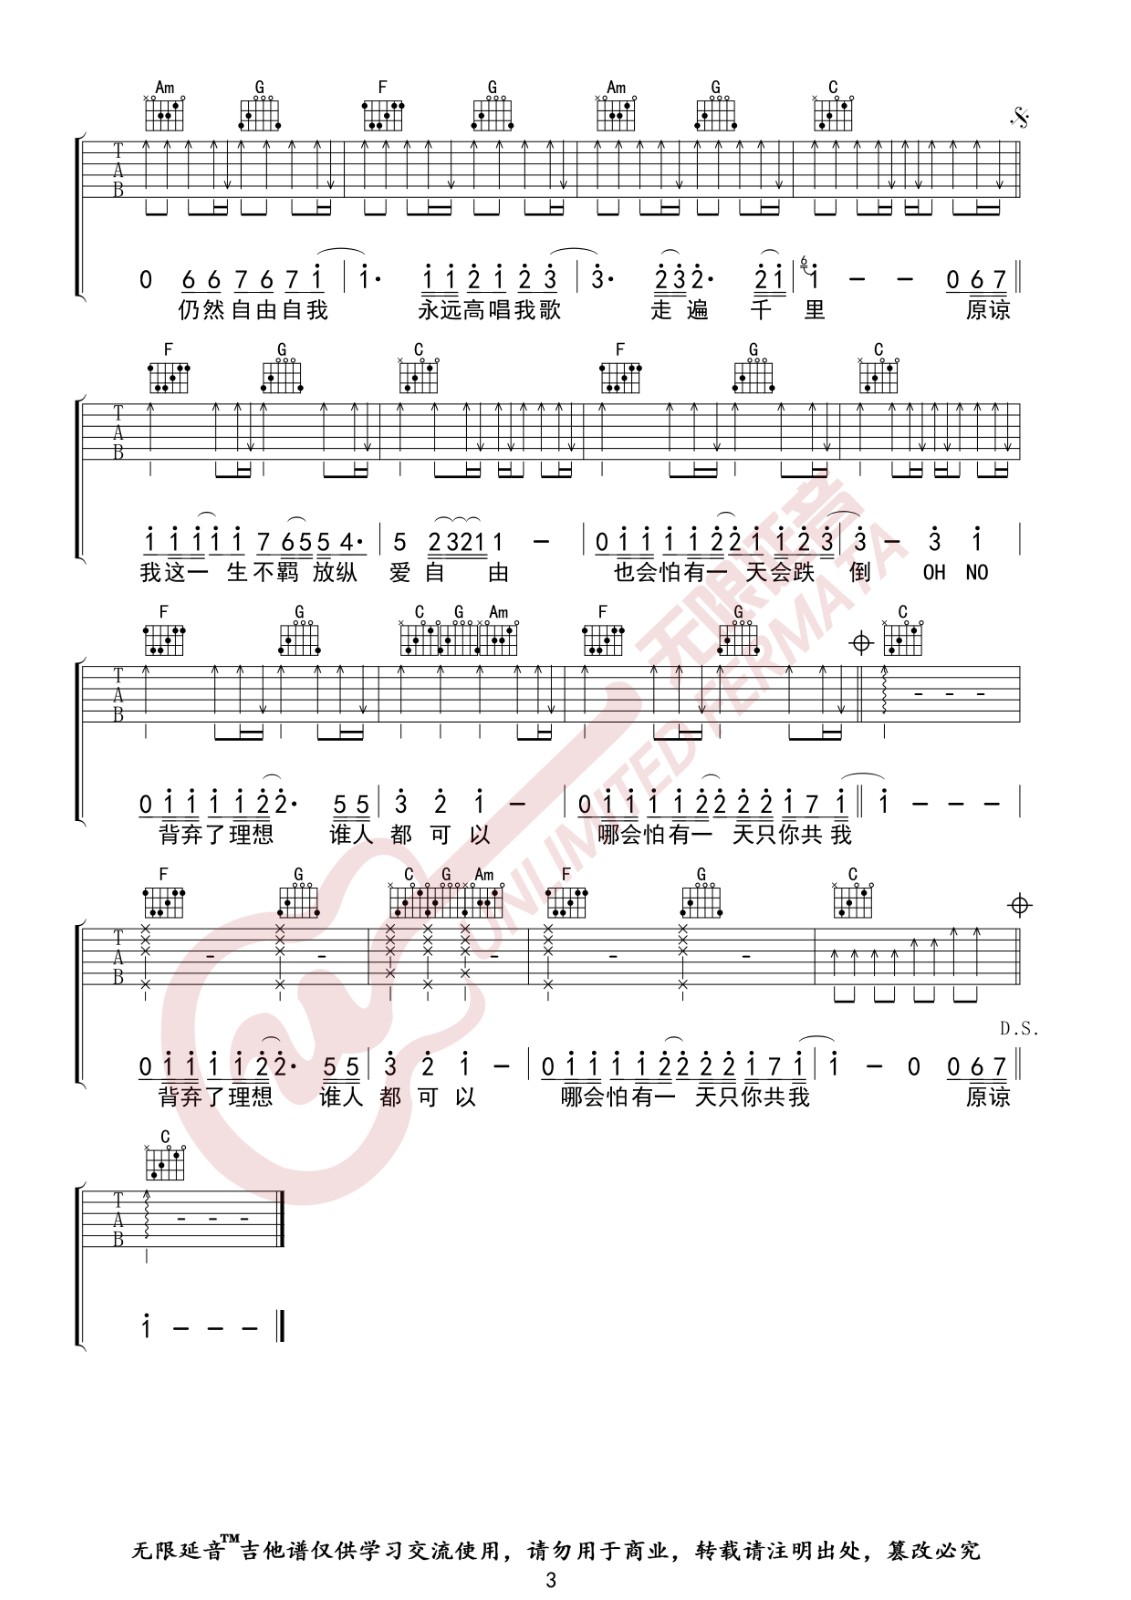 Am G F G Am G C
T A B
0 6 6 7 6 7 1 | 1· 1 1 2 1 2 3 | 3· 2 3 2· 2 1 | 6 1 — — 0 6 7
仍然自由自我 永远高唱我歌 走遍千里 原谅
F G C F G C
T A B
1 1 1 1 1 1 7 6 5 5 4· | 5 2 3 2 1 1 — | 0 1 1 1 1 2 2 1 1 2 3 | 3 — 3 1
我这一生不羁放纵 爱自由 也会怕有一天会跌倒 OH NO
F G C G Am F G C
T A B - - -
0 1 1 1 1 2 2· 5 5 | 3 2 1 — | 0 1 1 1 1 2 2 2 2 1 7 1 | 1 — — —
背弃了理想 谁人都可以 哪会怕有一天只你共我
F G C G Am F G C
T A B - - - - -
D.S.
0 1 1 1 1 2 2· 5 5 | 3 2 1 — | 0 1 1 1 1 2 2 2 2 1 7 1 | 1 — 0 0 6 7
背弃了理想 谁人都可以 哪会怕有一天只你共我 原谅
C
T A B - - -
1 — — —
无限延音
UNLIMITED FERMATA
无限延音™吉他谱仅供学习交流使用，请勿用于商业，转载请注明出处，篡改必究
3